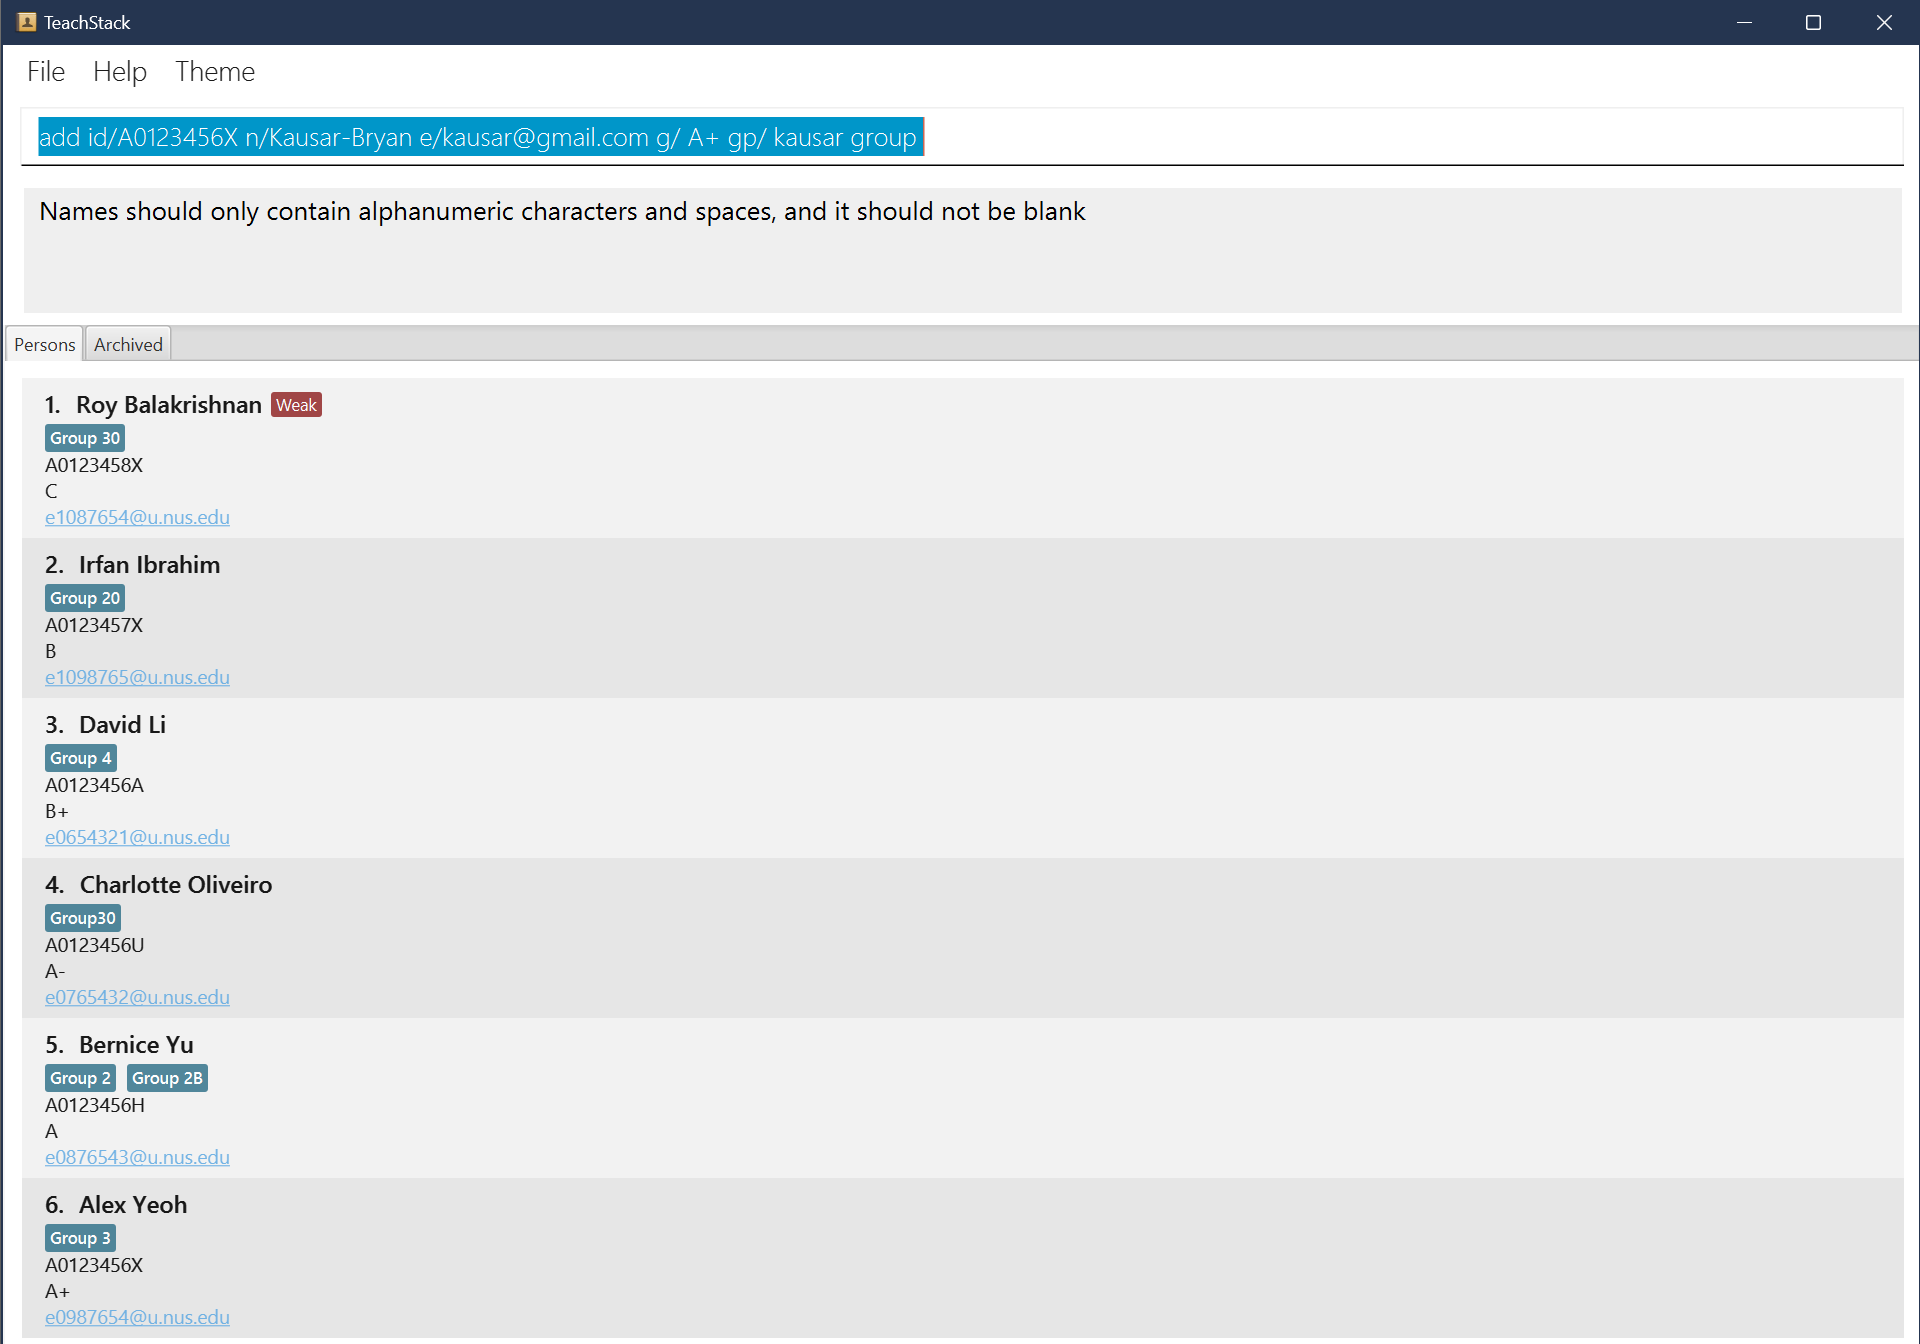 TeachStack
File Help Theme
add id/A0123456X n/Kausar-Bryan e/kausar@gmail.com g/ A+ gp/ kausar group
Names should only contain alphanumeric characters and spaces, and it should not be blank
Persons Archived
1. Roy Balakrishnan Weak
Group 30
A0123458X
C
e1087654@u.nus.edu
2. Irfan Ibrahim
Group 20
A0123457X
B
e1098765@u.nus.edu
3. David Li
Group 4
A0123456A
B+
e0654321@u.nus.edu
4. Charlotte Oliveiro
Group30
A0123456U
A-
e0765432@u.nus.edu
5. Bernice Yu
Group 2 Group 2B
A0123456H
A
e0876543@u.nus.edu
6. Alex Yeoh
Group 3
A0123456X
A+
e0987654@u.nus.edu